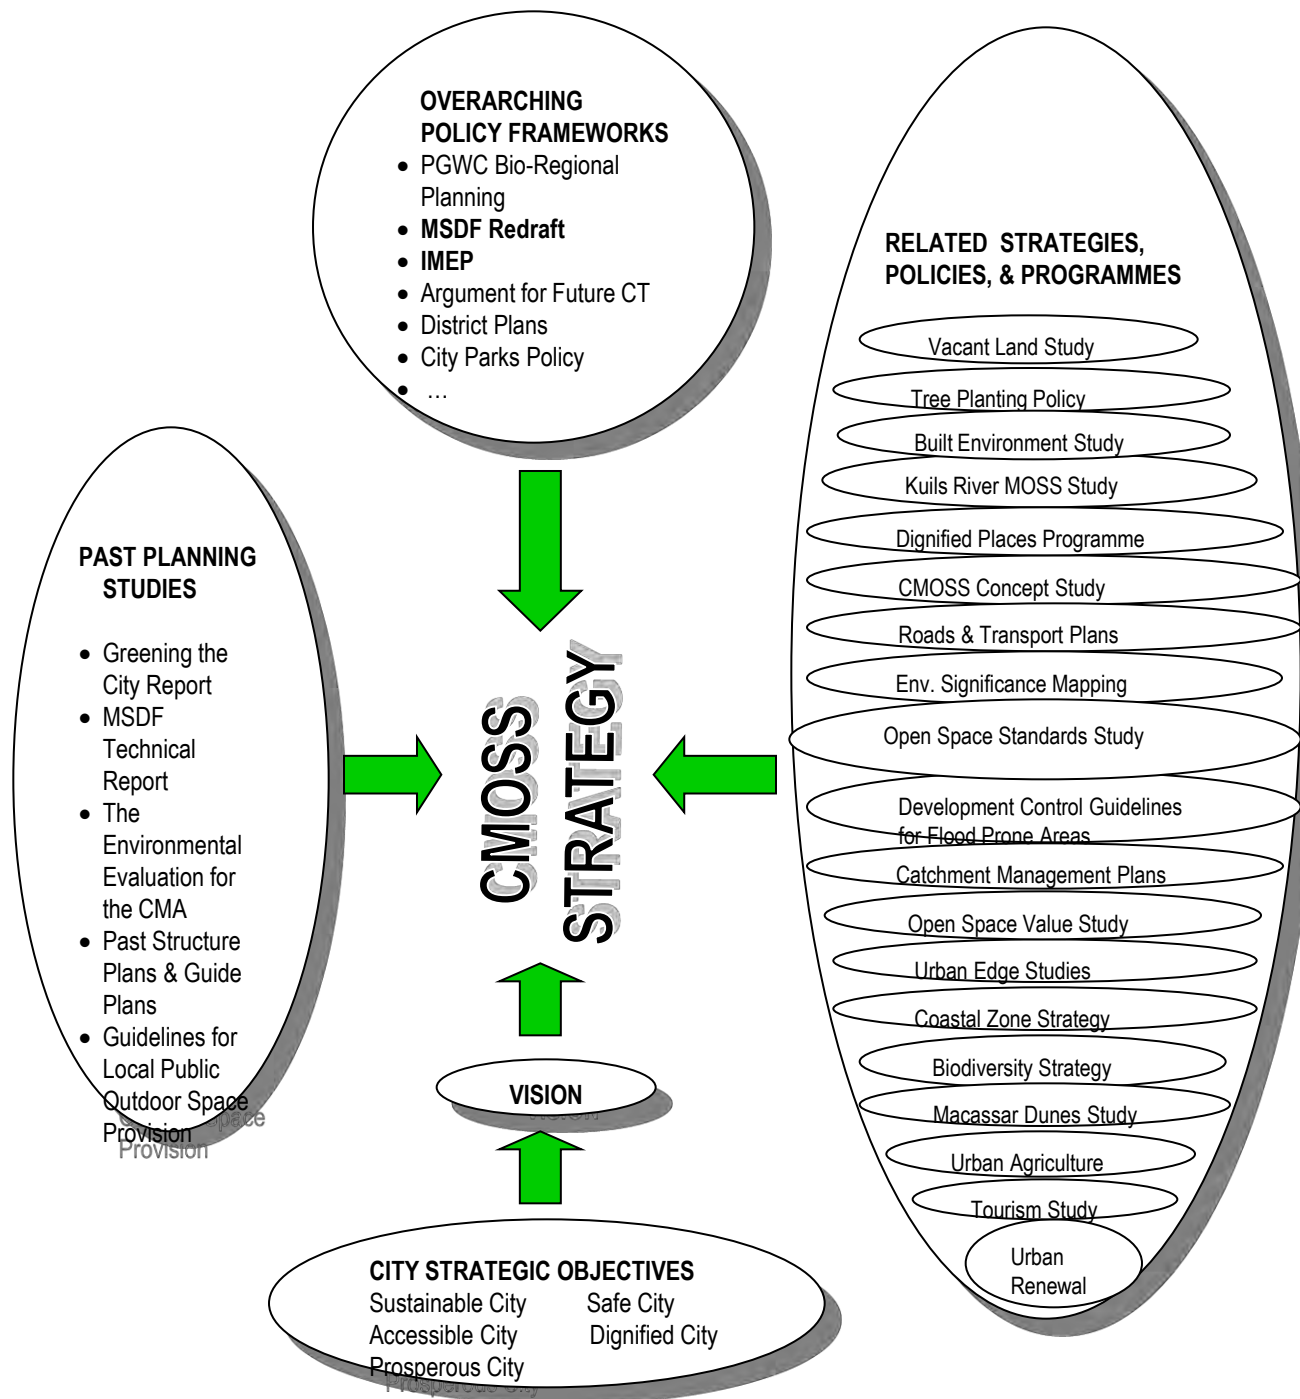 OVERARCHING
POLICY FRAMEWORKS
• PGWC Bio-Regional
Planning
• MSDF Redraft
• IMEP
• Argument for Future CT
• District Plans
• City Parks Policy
• …
RELATED STRATEGIES,
POLICIES, & PROGRAMMES
Vacant Land Study
Tree Planting Policy
Built Environment Study
Kuils River MOSS Study
Dignified Places Programme
CMOSS Concept Study
Roads & Transport Plans
Env. Significance Mapping
Open Space Standards Study
Development Control Guidelines
for Flood Prone Areas
Catchment Management Plans
Open Space Value Study
Urban Edge Studies
Coastal Zone Strategy
Biodiversity Strategy
Macassar Dunes Study
Urban Agriculture
Tourism Study
Urban
Renewal
PAST PLANNING
STUDIES
• Greening the
City Report
• MSDF
Technical
Report
• The
Environmental
Evaluation for
the CMA
• Past Structure
Plans & Guide
Plans
• Guidelines for
Local Public
Outdoor Space
Provision
CMOSS
STRATEGY
VISION
CITY STRATEGIC OBJECTIVES
Sustainable City Safe City
Accessible City Dignified City
Prosperous City